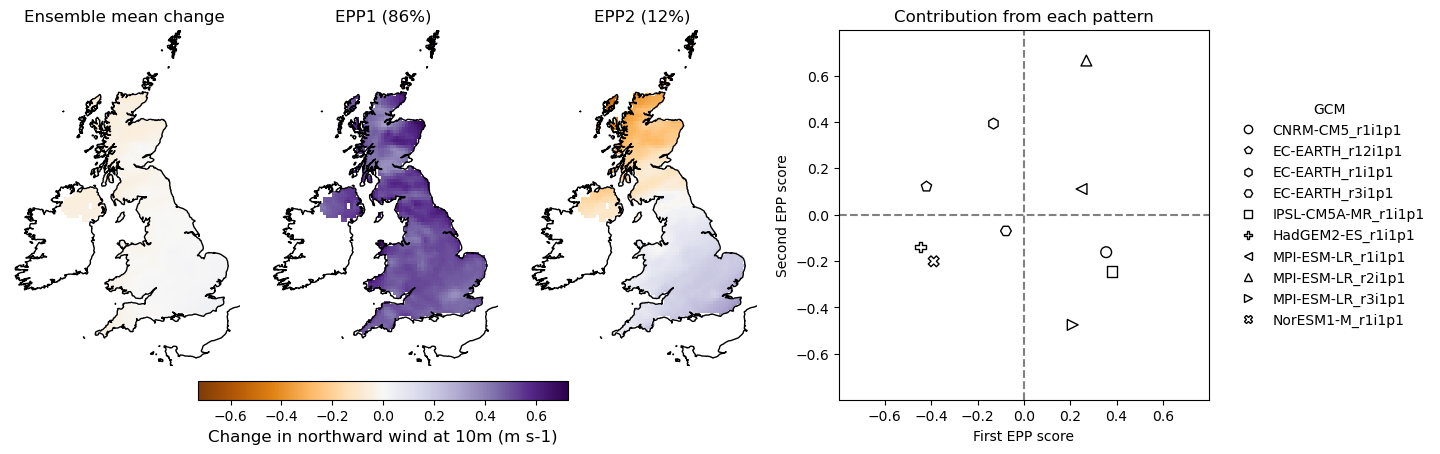 Ensemble mean change
EPP1 (86%)
EPP2 (12%)
−0.6 −0.4 −0.2 0.0 0.2 0.4 0.6
Change in northward wind at 10m (m s-1)
Contribution from each pattern
Second EPP score
0.6
0.4
0.2
0.0
−0.2
−0.4
−0.6
−0.6 −0.4 −0.2 0.0 0.2 0.4 0.6
First EPP score
GCM
CNRM-CM5_r1i1p1
EC-EARTH_r12i1p1
EC-EARTH_r1i1p1
EC-EARTH_r3i1p1
IPSL-CM5A-MR_r1i1p1
HadGEM2-ES_r1i1p1
MPI-ESM-LR_r1i1p1
MPI-ESM-LR_r2i1p1
MPI-ESM-LR_r3i1p1
NorESM1-M_r1i1p1